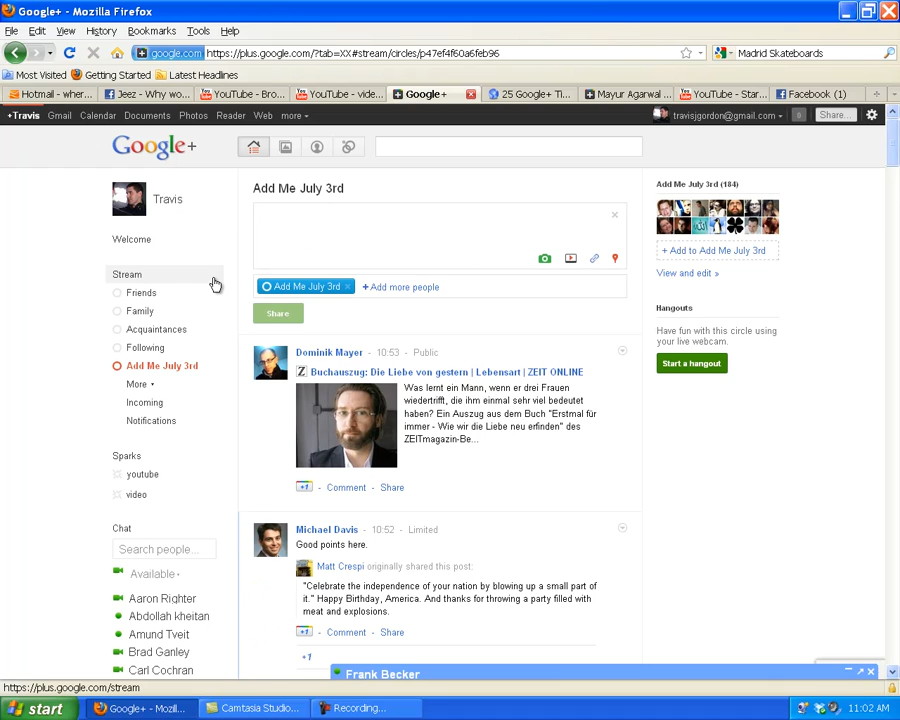 Google+ - Mozilla Firefox
File Edit View History Bookmarks Tools Help
google.com https://plus.google.com/?tab=XX#stream/circles/p47ef4f60a6feb96
Madrid Skateboards
Most Visited Getting Started Latest Headlines
Hotmail - wher... Jeez - Why wo... YouTube - Bro... YouTube - vide... Google+ 25 Google+ Ti... Mayur Agarwal ... YouTube - Star... Facebook (1)
+Travis Gmail Calendar Documents Photos Reader Web more
travisjgordon@gmail.com 0 Share...
Google+
Travis
Welcome
Stream
Friends
Family
Acquaintances
Following
Add Me July 3rd
More
Incoming
Notifications
Sparks
youtube
video
Chat
Search people...
Available
Aaron Righter
Abdollah kheitan
Amund Tveit
Brad Ganley
Carl Cochran
Add Me July 3rd
Add Me July 3rd × + Add more people
Share
Dominik Mayer - 10:53 - Public
Z Buchauszug: Die Liebe von gestern | Lebensart | ZEIT ONLINE
Was lernt ein Mann, wenn er drei Frauen
wiedertrifft, die ihm einmal sehr viel bedeutet
haben? Ein Auszug aus dem Buch "Erstmal für
immer - Wie wir die Liebe neu erfinden" des
ZEITmagazin-Be...
+1 - Comment - Share
Michael Davis - 10:52 - Limited
Good points here.
Matt Crespi originally shared this post:
"Celebrate the independence of your nation by blowing up a small part of
it." Happy Birthday, America. And thanks for throwing a party filled with
meat and explosions.
+1 - Comment - Share
+1
Add Me July 3rd (184)
+ Add to Add Me July 3rd
View and edit »
Hangouts
Have fun with this circle using
your live webcam.
Start a hangout
Frank Becker
https://plus.google.com/stream
start Google+ - Mozill... Camtasia Studio... Recording... 11:02 AM